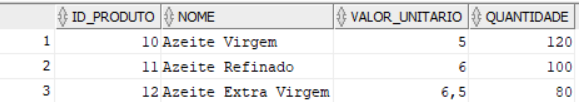 ID_PRODUTO NOME VALOR_UNITARIO QUANTIDADE
1 10 Azeite Virgem 5 120
2 11 Azeite Refinado 6 100
3 12 Azeite Extra Virgem 6,5 80